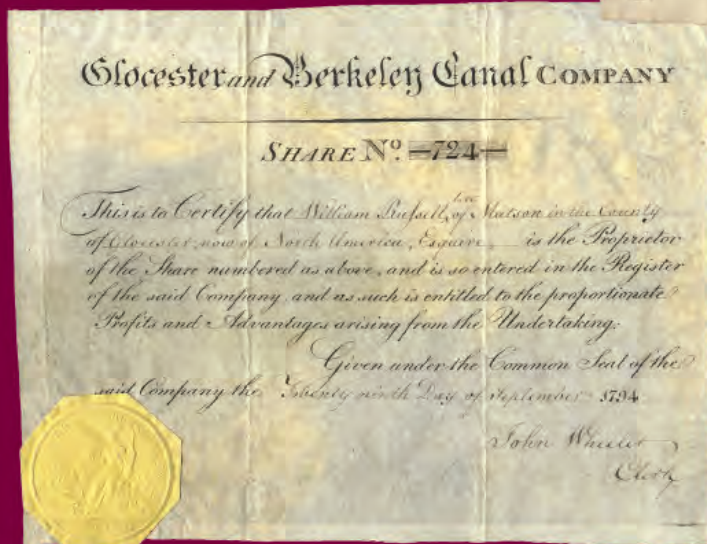 Glocester and Berkeley Canal COMPANY
SHARE Nº. 724
late
This is to Certify that William Russell, of Matson in the County
of Glocester, now of North America, Esquire, is the Proprietor
of the Share numbered as above, and is so entered in the Register
of the said Company and as such is entitled to the proportionate
Profits and Advantages arising from the Undertaking.
Given under the Common Seal of the
said Company the Twenty ninth Day of September 1794
John Wheeler
Clerk